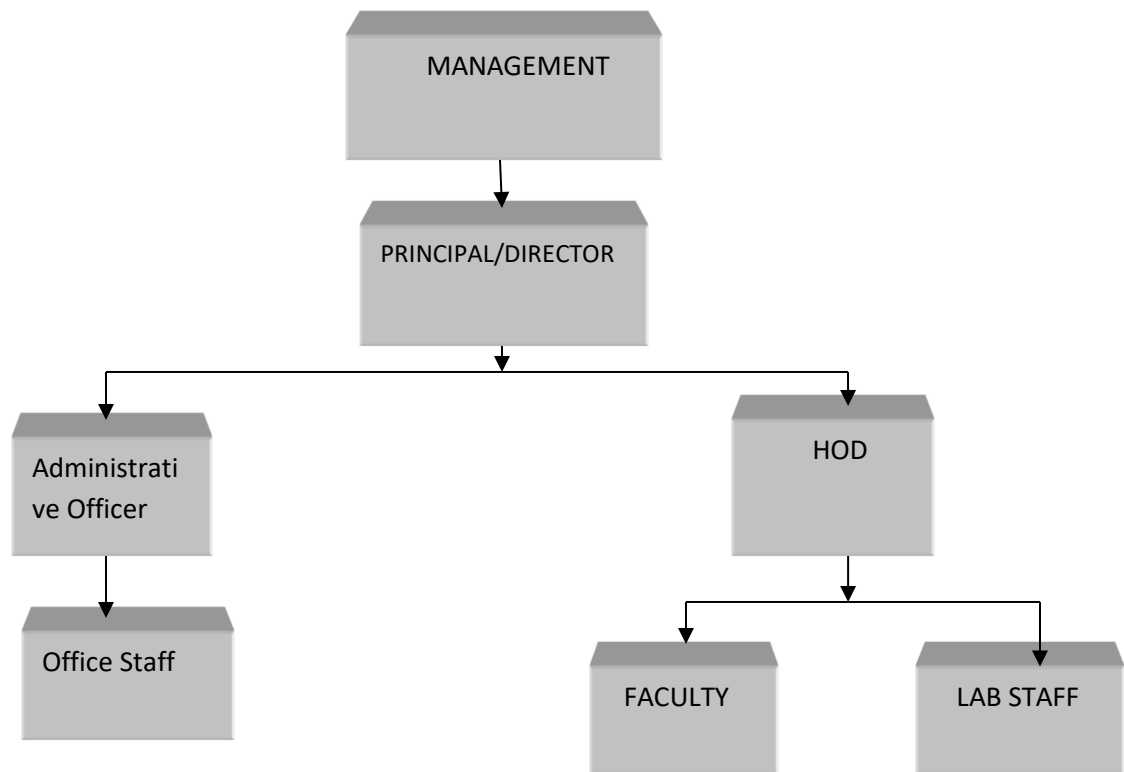 MANAGEMENT
PRINCIPAL/DIRECTOR
Administrati
ve Officer
HOD
Office Staff
FACULTY
LAB STAFF